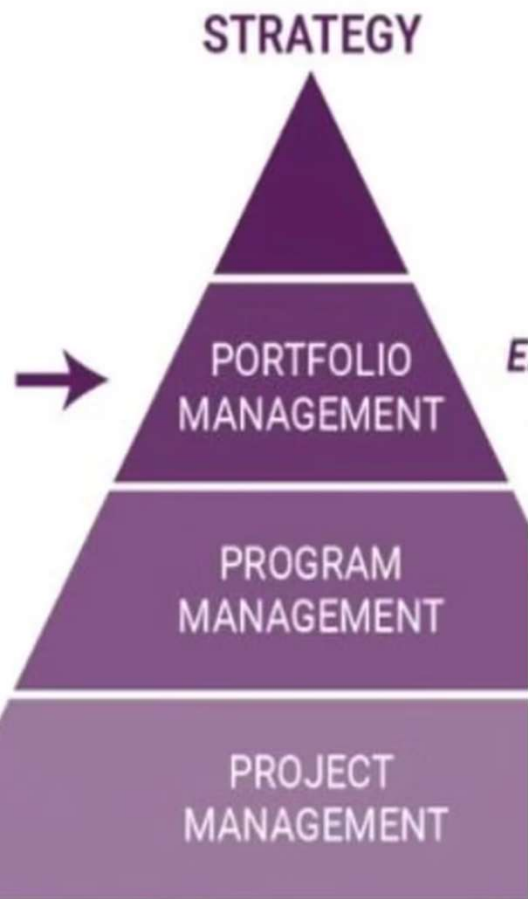 STRATEGY
PORTFOLIO
MANAGEMENT
PROGRAM
MANAGEMENT
PROJECT
MANAGEMENT